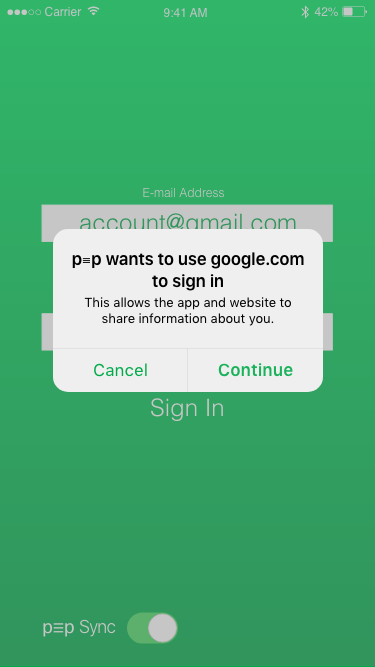 Carrier 9:41 AM 42%
E-mail Address
account@gmail.com
p≡p wants to use google.com
to sign in
This allows the app and website to
share information about you.
Cancel Continue
Sign In
p≡p Sync